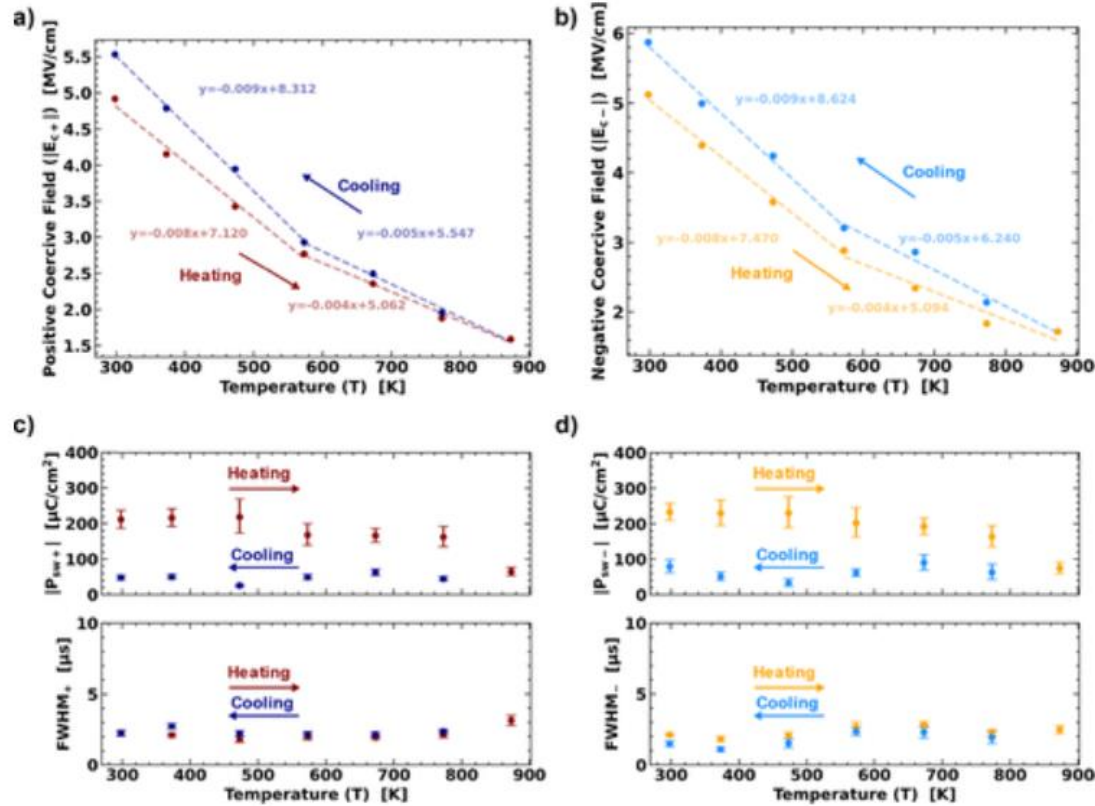 a)
Positive Coercive Field (|E_{c+}|) [MV/cm]
5.5
5.0
4.5
4.0
3.5
3.0
2.5
2.0
1.5
y=-0.009x+8.312
Cooling
y=-0.008x+7.120
y=-0.005x+5.547
Heating
y=-0.004x+5.062
300 400 500 600 700 800 900
Temperature (T) [K]
b)
Negative Coercive Field (|E_{c-}|) [MV/cm]
6
5
4
3
2
y=-0.009x+8.624
Cooling
y=-0.008x+7.470
y=-0.005x+6.240
Heating
y=-0.004x+5.094
300 400 500 600 700 800 900
Temperature (T) [K]
c)
|P_{sw+}| [μC/cm²]
400
300
200
100
0
Heating
Cooling
FWHM₊ [μs]
10
5
0
Heating
Cooling
300 400 500 600 700 800 900
Temperature (T) [K]
d)
|P_{sw-}| [μC/cm²]
400
300
200
100
0
Heating
Cooling
FWHM₋ [μs]
10
5
0
Heating
Cooling
300 400 500 600 700 800 900
Temperature (T) [K]